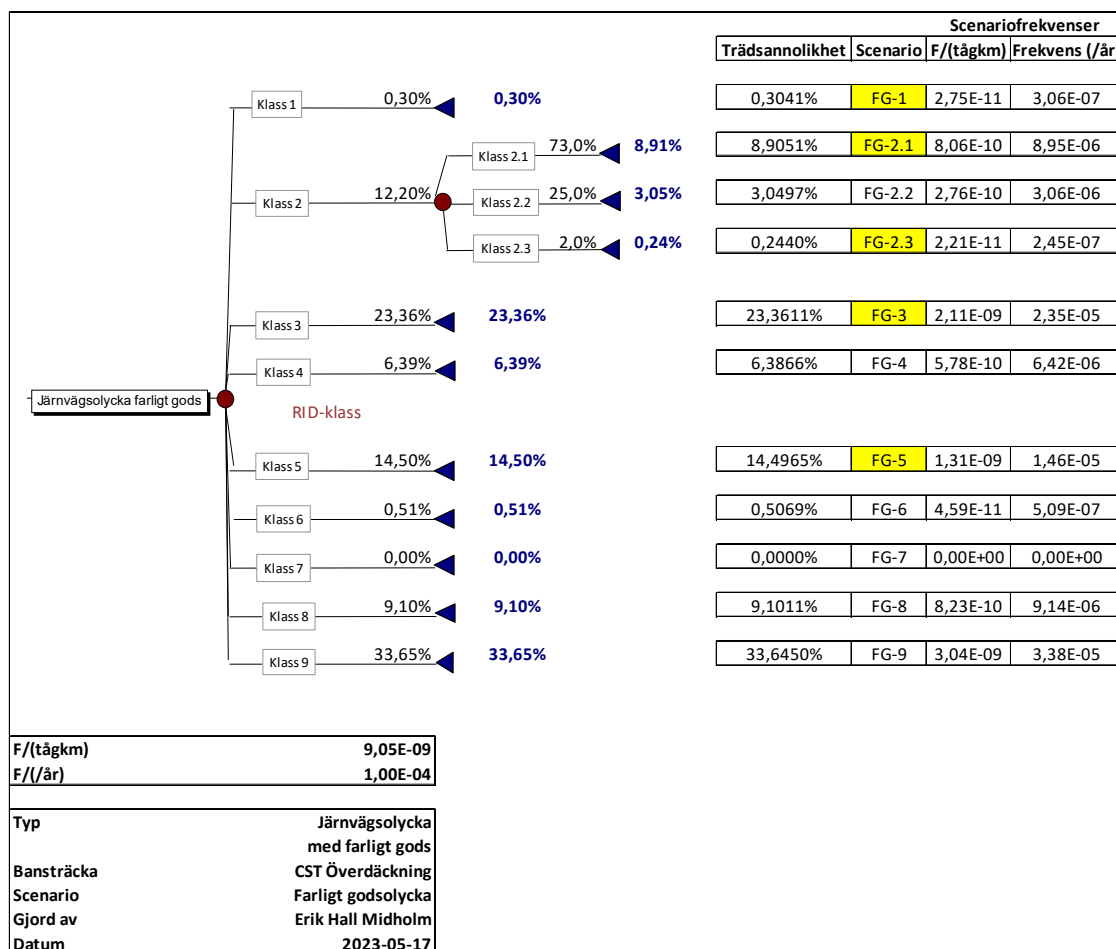 Scenariofrekvenser
Trädsannolikhet Scenario F/(tågkm) Frekvens (/år
Klass 1 0,30% 0,30% 0,3041% FG-1 2,75E-11 3,06E-07
Klass 2.1 73,0% 8,91% 8,9051% FG-2.1 8,06E-10 8,95E-06
Klass 2 12,20% Klass 2.2 25,0% 3,05% 3,0497% FG-2.2 2,76E-10 3,06E-06
Klass 2.3 2,0% 0,24% 0,2440% FG-2.3 2,21E-11 2,45E-07
Klass 3 23,36% 23,36% 23,3611% FG-3 2,11E-09 2,35E-05
Klass 4 6,39% 6,39% 6,3866% FG-4 5,78E-10 6,42E-06
Järnvägsolycka farligt gods
RID-klass
Klass 5 14,50% 14,50% 14,4965% FG-5 1,31E-09 1,46E-05
Klass 6 0,51% 0,51% 0,5069% FG-6 4,59E-11 5,09E-07
Klass 7 0,00% 0,00% 0,0000% FG-7 0,00E+00 0,00E+00
Klass 8 9,10% 9,10% 9,1011% FG-8 8,23E-10 9,14E-06
Klass 9 33,65% 33,65% 33,6450% FG-9 3,04E-09 3,38E-05
F/(tågkm) 9,05E-09
F/(/år) 1,00E-04
Typ Järnvägsolycka
med farligt gods
Bansträcka CST Överdäckning
Scenario Farligt godsolycka
Gjord av Erik Hall Midholm
Datum 2023-05-17